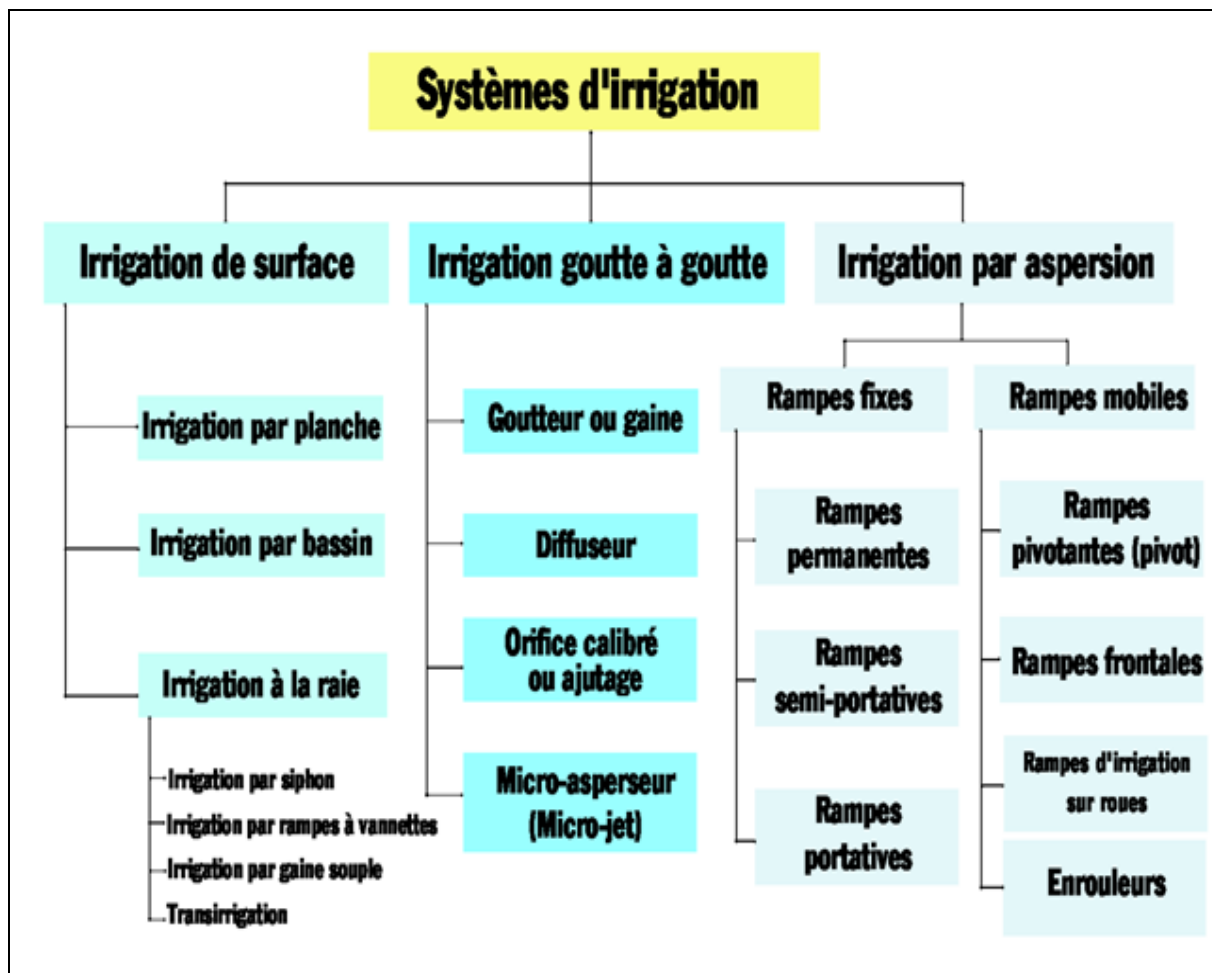 Systèmes d'irrigation
Irrigation de surface
Irrigation par planche
Irrigation par bassin
Irrigation à la raie
Irrigation par siphon
Irrigation par rampes à vannettes
Irrigation par gaine souple
Transirrigation
Irrigation goutte à goutte
Goutteur ou gaine
Diffuseur
Orifice calibré
ou ajutage
Micro-asperseur
(Micro-jet)
Irrigation par aspersion
Rampes fixes
Rampes
permanentes
Rampes
semi-portatives
Rampes
portatives
Rampes mobiles
Rampes
pivotantes (pivot)
Rampes frontales
Rampes d'irrigation
sur roues
Enrouleurs